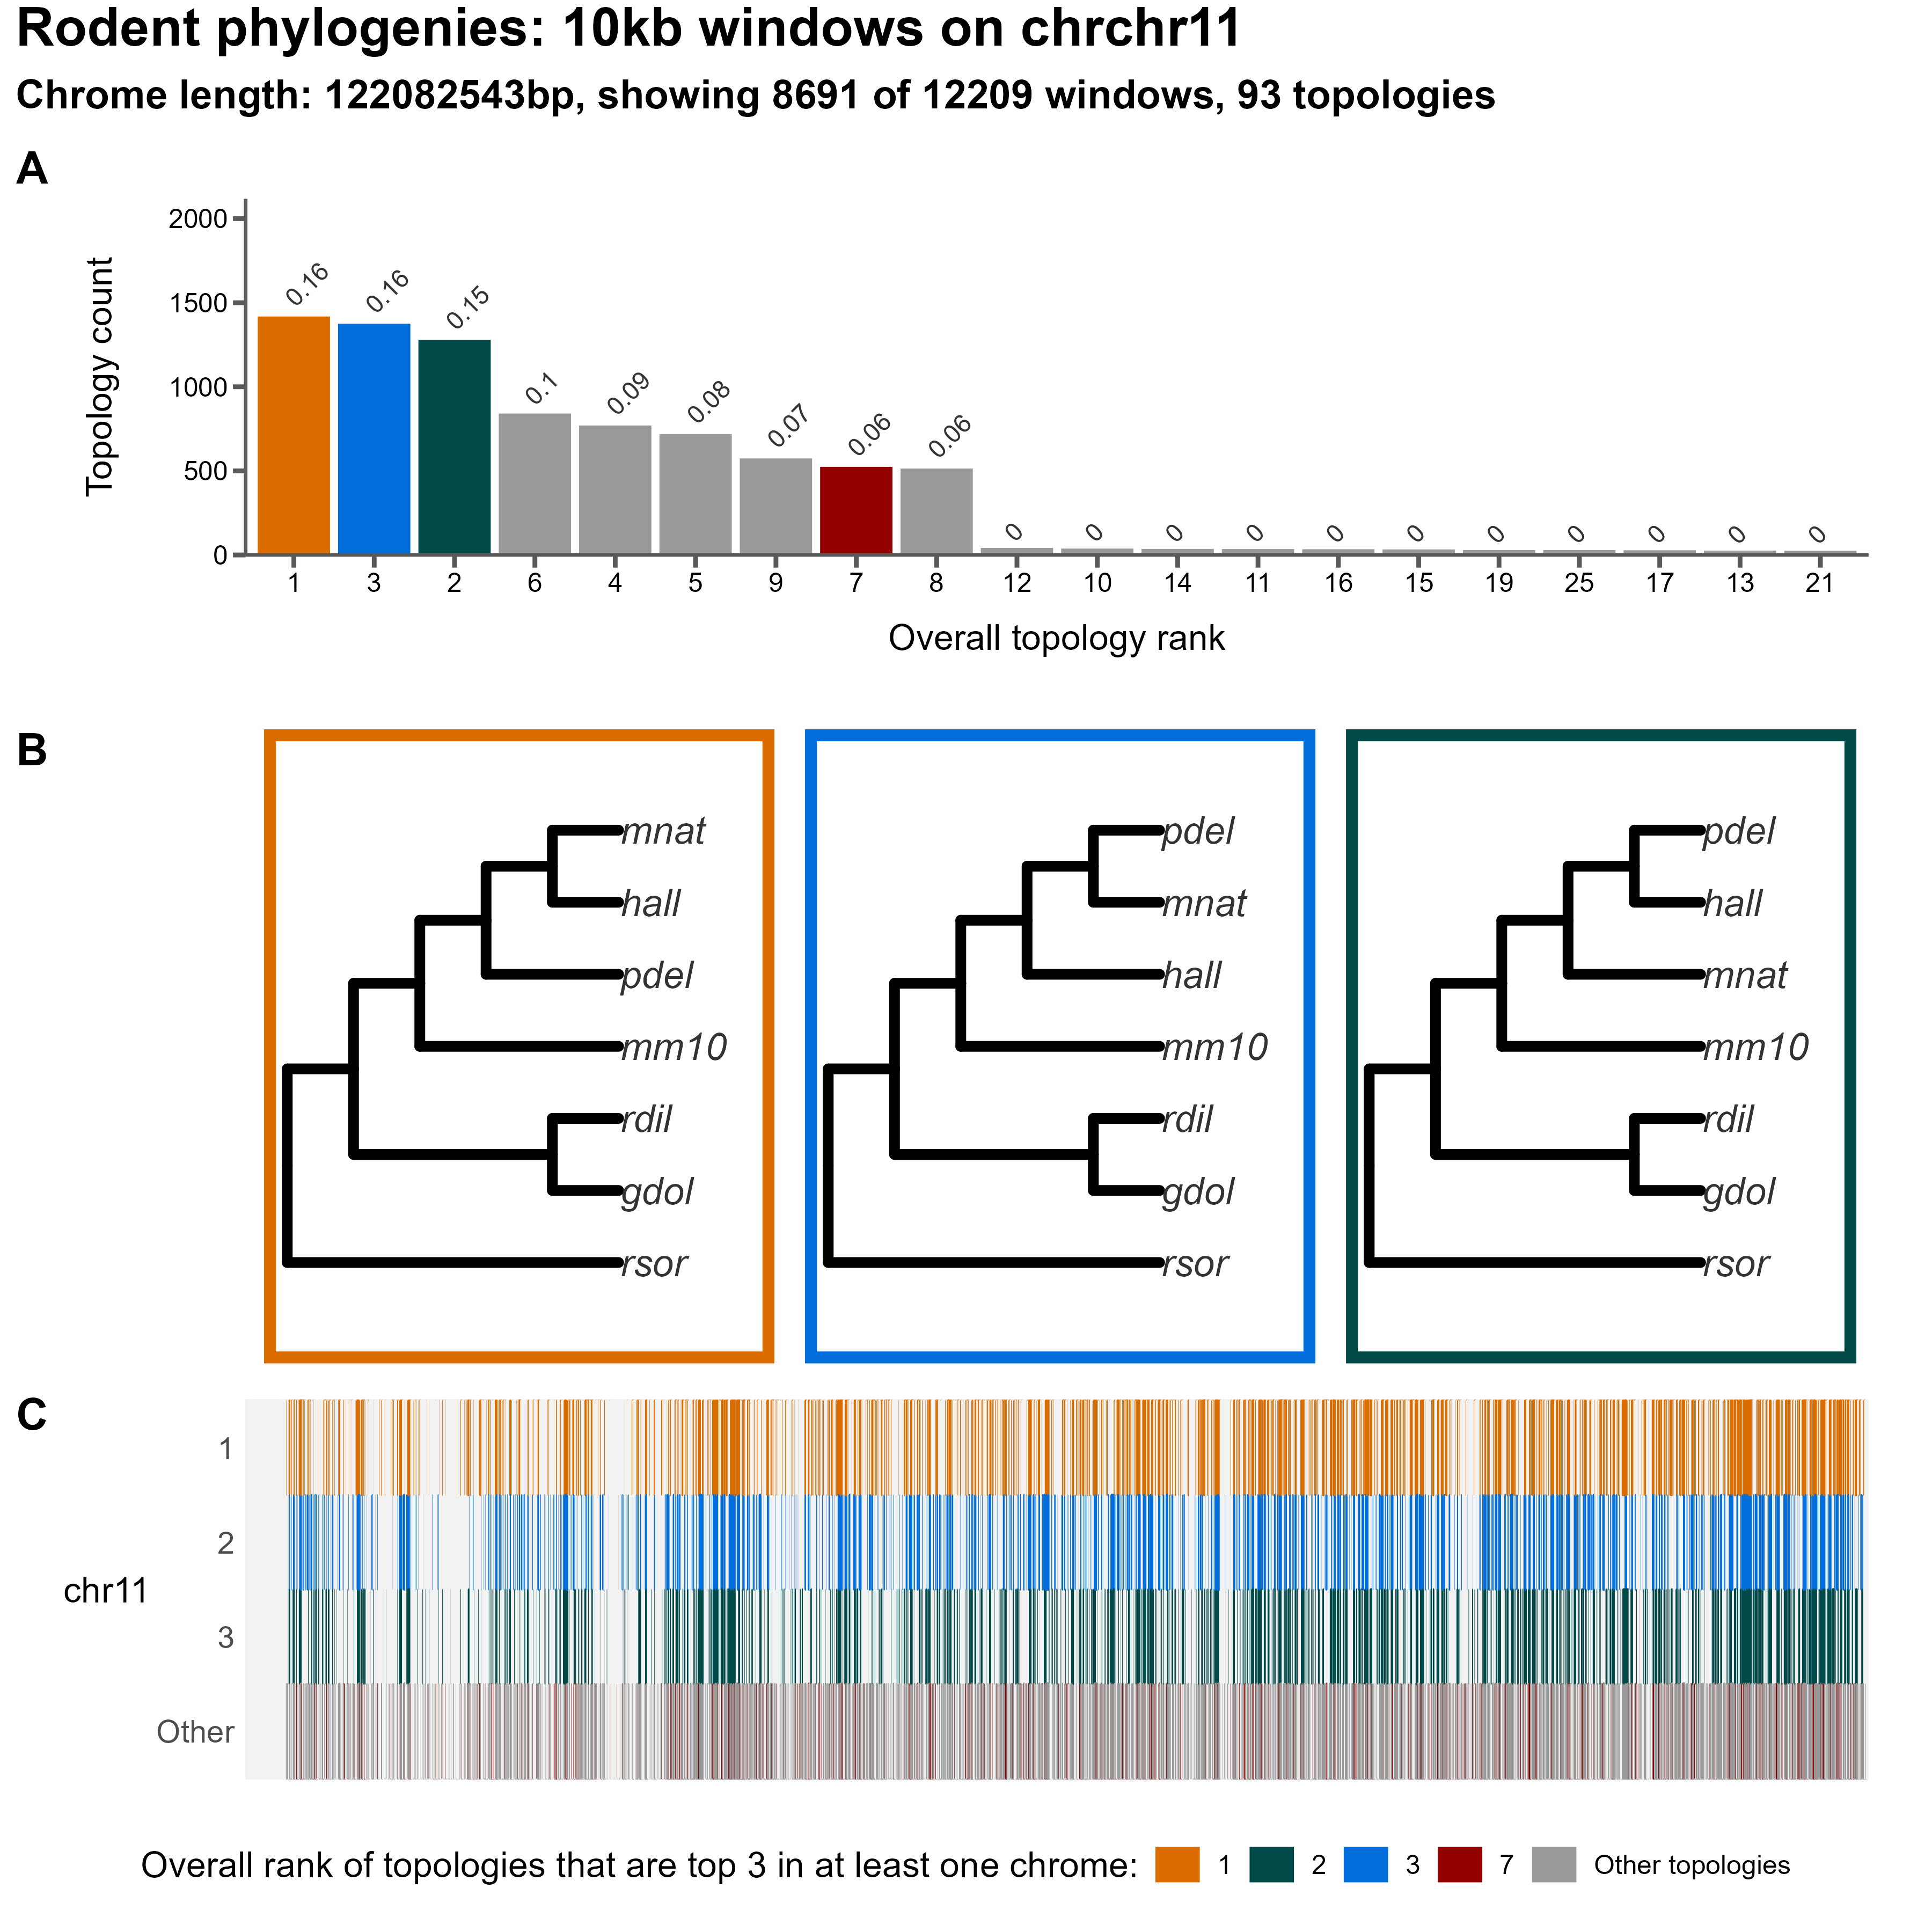 Rodent phylogenies: 10kb windows on chrchr11
Chrome length: 122082543bp, showing 8691 of 12209 windows, 93 topologies
A
Topology count
2000
1500
1000
500
0
0.16 0.16 0.15 0.1 0.09 0.08 0.07 0.06 0.06 0 0 0 0 0 0 0 0 0 0 0
1 3 2 6 4 5 9 7 8 12 10 14 11 16 15 19 25 17 13 21
Overall topology rank
B
mnat
hall
pdel
mm10
rdil
gdol
rsor
pdel
mnat
hall
mm10
rdil
gdol
rsor
pdel
hall
mnat
mm10
rdil
gdol
rsor
C
chr11
1
2
3
Other
Overall rank of topologies that are top 3 in at least one chrome: 1 2 3 7 Other topologies